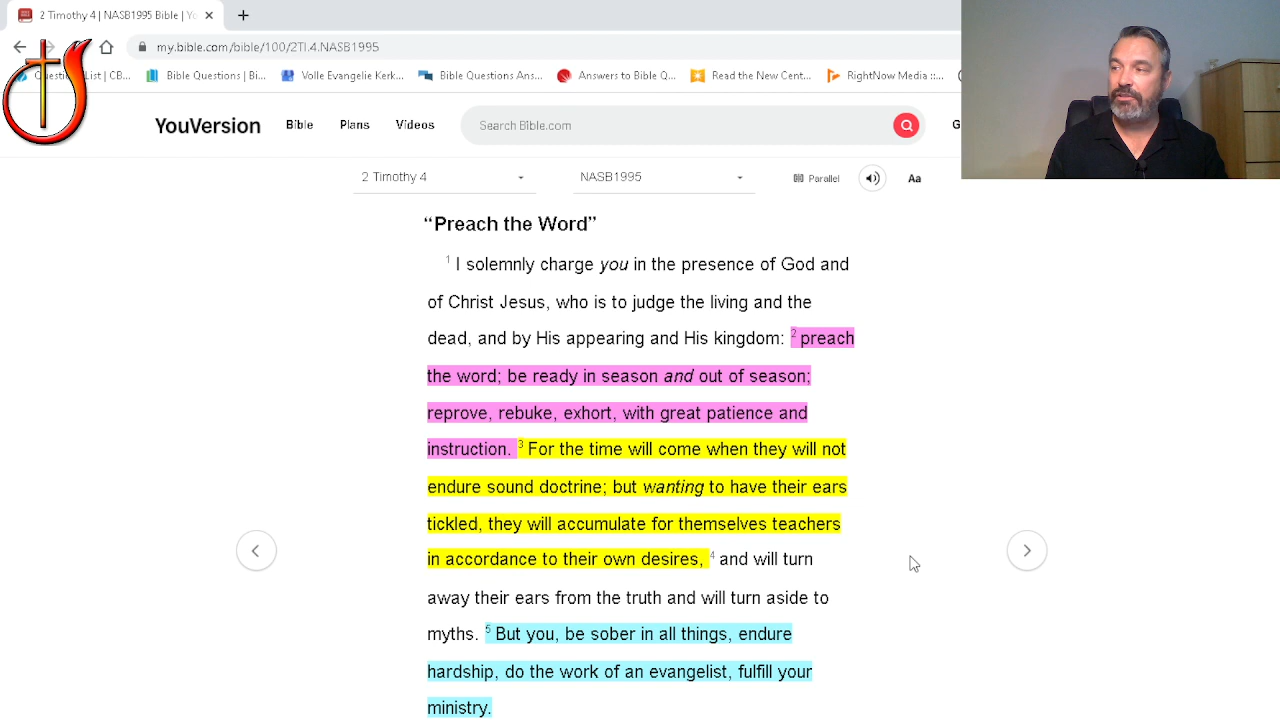 2 Timothy 4 | NASB1995 Bible | Yo
my.bible.com/bible/100/2TI.4.NASB1995
List | CB... Bible Questions | Bi... Volle Evangelie Kerk... Bible Questions Ans... Answers to Bible Q... Read the New Cent... RightNow Media ::...
YouVersion Bible Plans Videos Search Bible.com G
2 Timothy 4 NASB1995 Parallel Aa
“Preach the Word”
1 I solemnly charge you in the presence of God and
of Christ Jesus, who is to judge the living and the
dead, and by His appearing and His kingdom: 2 preach
the word; be ready in season and out of season;
reprove, rebuke, exhort, with great patience and
instruction. 3 For the time will come when they will not
endure sound doctrine; but wanting to have their ears
tickled, they will accumulate for themselves teachers
in accordance to their own desires, 4 and will turn
away their ears from the truth and will turn aside to
myths. 5 But you, be sober in all things, endure
hardship, do the work of an evangelist, fulfill your
ministry.